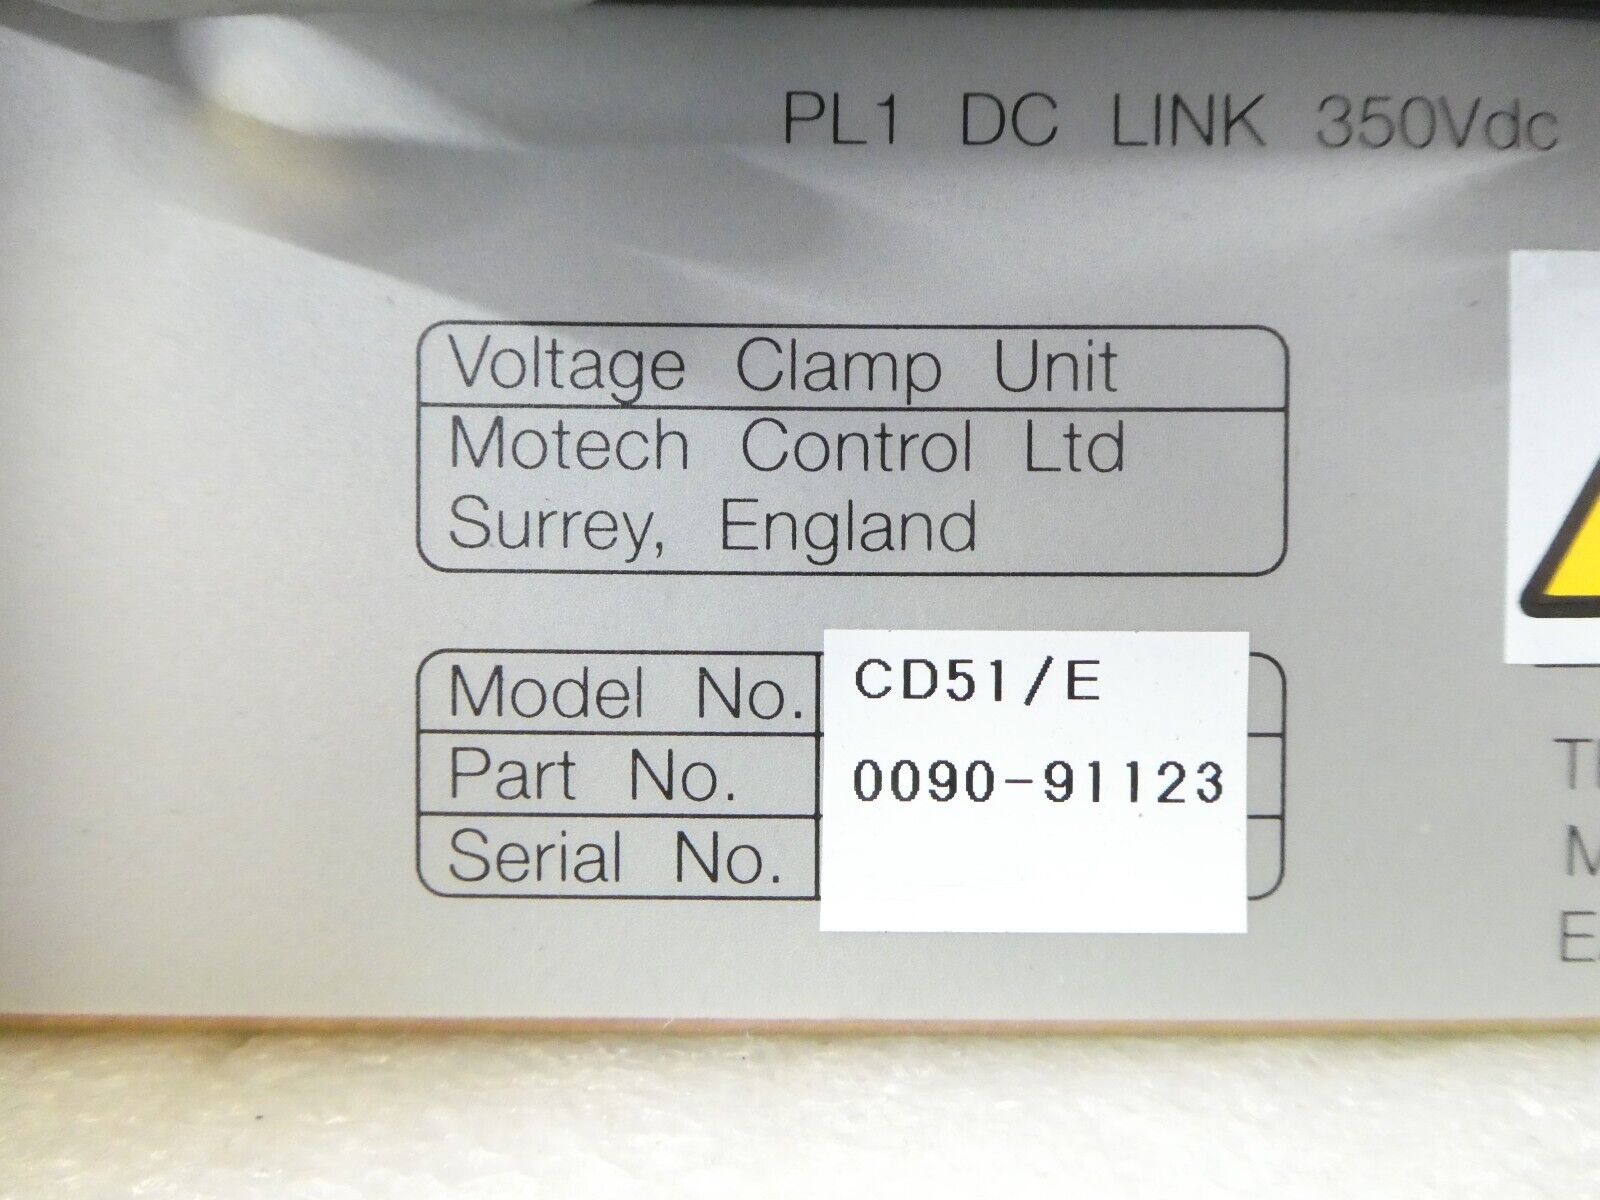 PL1 DC LINK 350Vdc
Voltage Clamp Unit
Motech Control Ltd
Surrey, England
Model No. CD51/E
Part No. 0090-91123
Serial No.